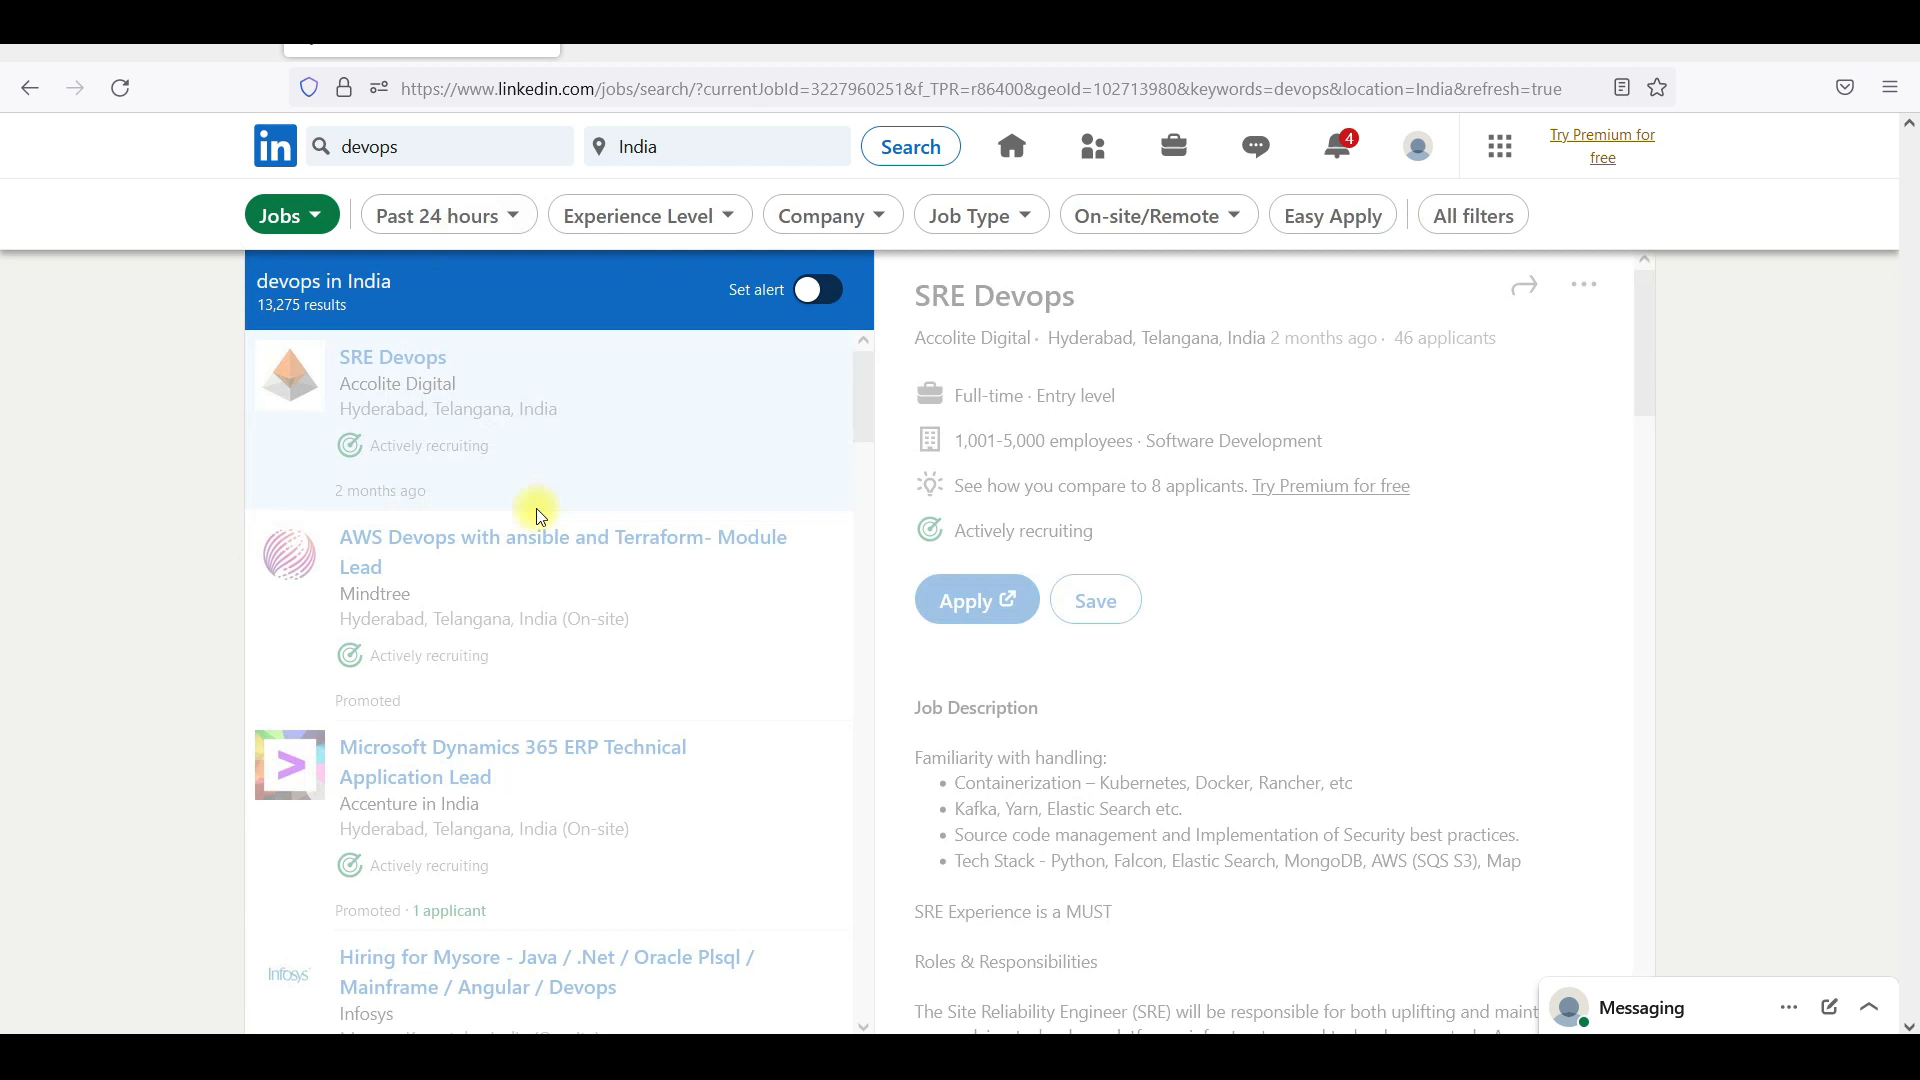 https://www.linkedin.com/jobs/search/?currentJobId=3227960251&f_TPR=r86400&geoId=102713980&keywords=devops&location=India&refresh=true
in
devops
India
Search
4
Try Premium for
free
Jobs
Past 24 hours
Experience Level
Company
Job Type
On-site/Remote
Easy Apply
All filters
devops in India
13,275 results
Set alert
SRE Devops
Accolite Digital
Hyderabad, Telangana, India
Actively recruiting
2 months ago
AWS Devops with ansible and Terraform- Module
Lead
Mindtree
Hyderabad, Telangana, India (On-site)
Actively recruiting
Promoted
Microsoft Dynamics 365 ERP Technical
Application Lead
Accenture in India
Hyderabad, Telangana, India (On-site)
Actively recruiting
Promoted · 1 applicant
Infosys
Hiring for Mysore - Java / .Net / Oracle Plsql /
Mainframe / Angular / Devops
Infosys
SRE Devops
Accolite Digital · Hyderabad, Telangana, India 2 months ago · 46 applicants
Full-time · Entry level
1,001-5,000 employees · Software Development
See how you compare to 8 applicants. Try Premium for free
Actively recruiting
Apply
Save
Job Description
Familiarity with handling:
• Containerization – Kubernetes, Docker, Rancher, etc
• Kafka, Yarn, Elastic Search etc.
• Source code management and Implementation of Security best practices.
• Tech Stack - Python, Falcon, Elastic Search, MongoDB, AWS (SQS S3), Map
SRE Experience is a MUST
Roles & Responsibilities
The Site Reliability Engineer (SRE) will be responsible for both uplifting and maint
Messaging